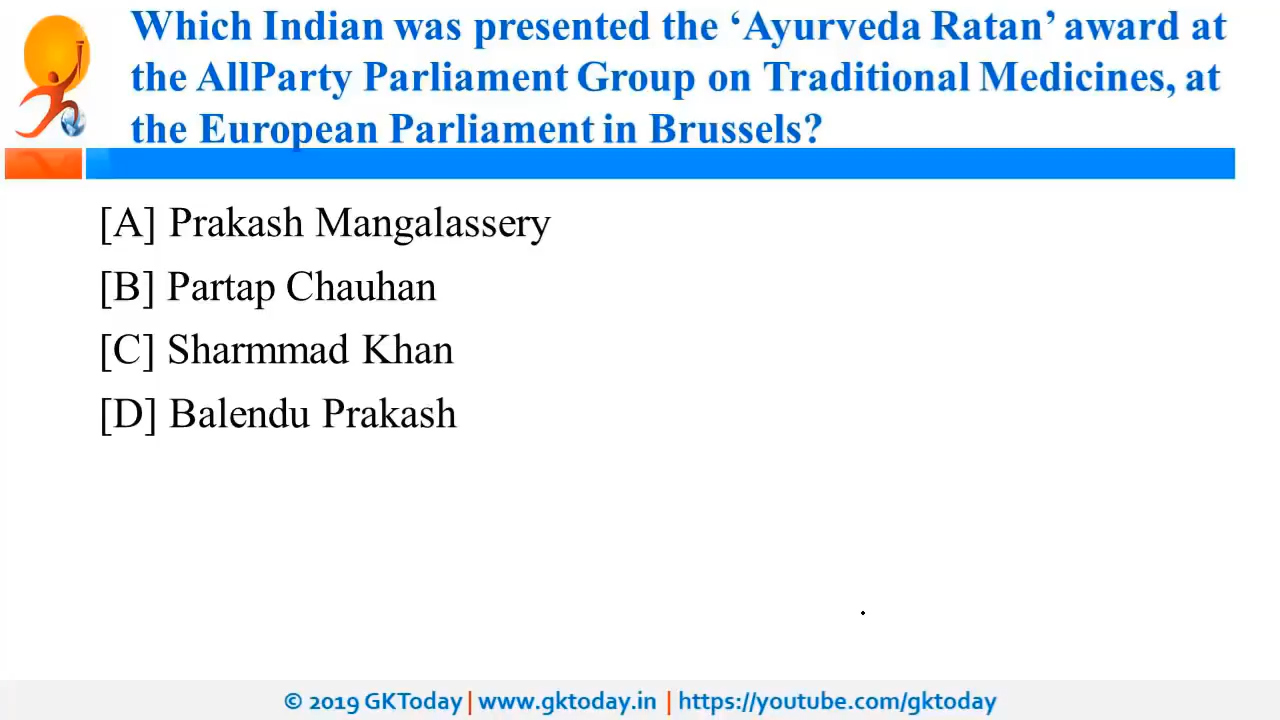 Which Indian was presented the ‘Ayurveda Ratan’ award at
the AllParty Parliament Group on Traditional Medicines, at
the European Parliament in Brussels?
[A] Prakash Mangalassery
[B] Partap Chauhan
[C] Sharmmad Khan
[D] Balendu Prakash
© 2019 GKToday | www.gktoday.in | https://youtube.com/gktoday